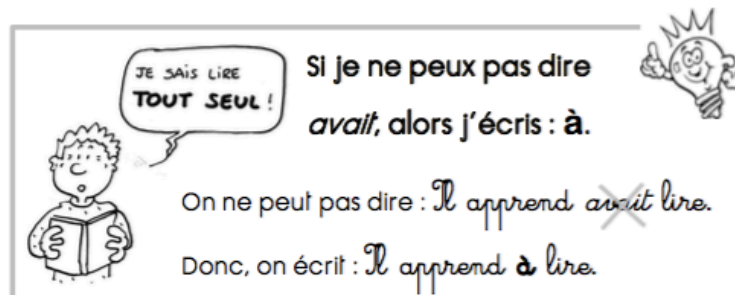 JE SAIS LIRE
TOUT SEUL !
Si je ne peux pas dire
avait, alors j'écris : à.
On ne peut pas dire : Il apprend avait lire.
Donc, on écrit : Il apprend à lire.